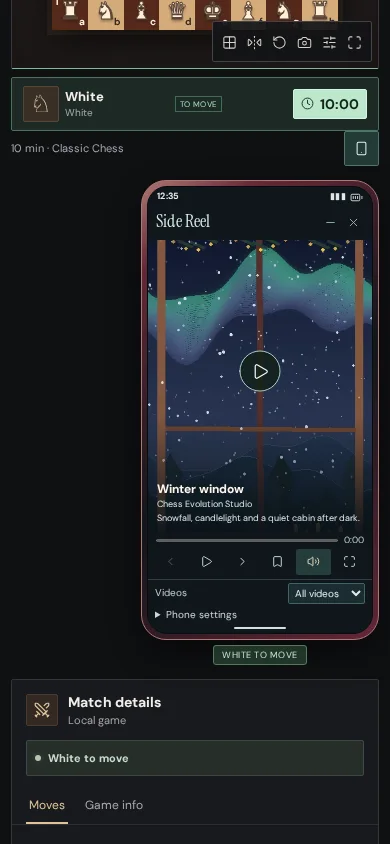 1
a b c d e f g h
White
White
TO MOVE
10:00
10 min · Classic Chess
12:35
Side Reel
Winter window
Chess Evolution Studio
Snowfall, candlelight and a quiet cabin after dark.
0:00
Videos
All videos
Phone settings
WHITE TO MOVE
Match details
Local game
White to move
Moves
Game info